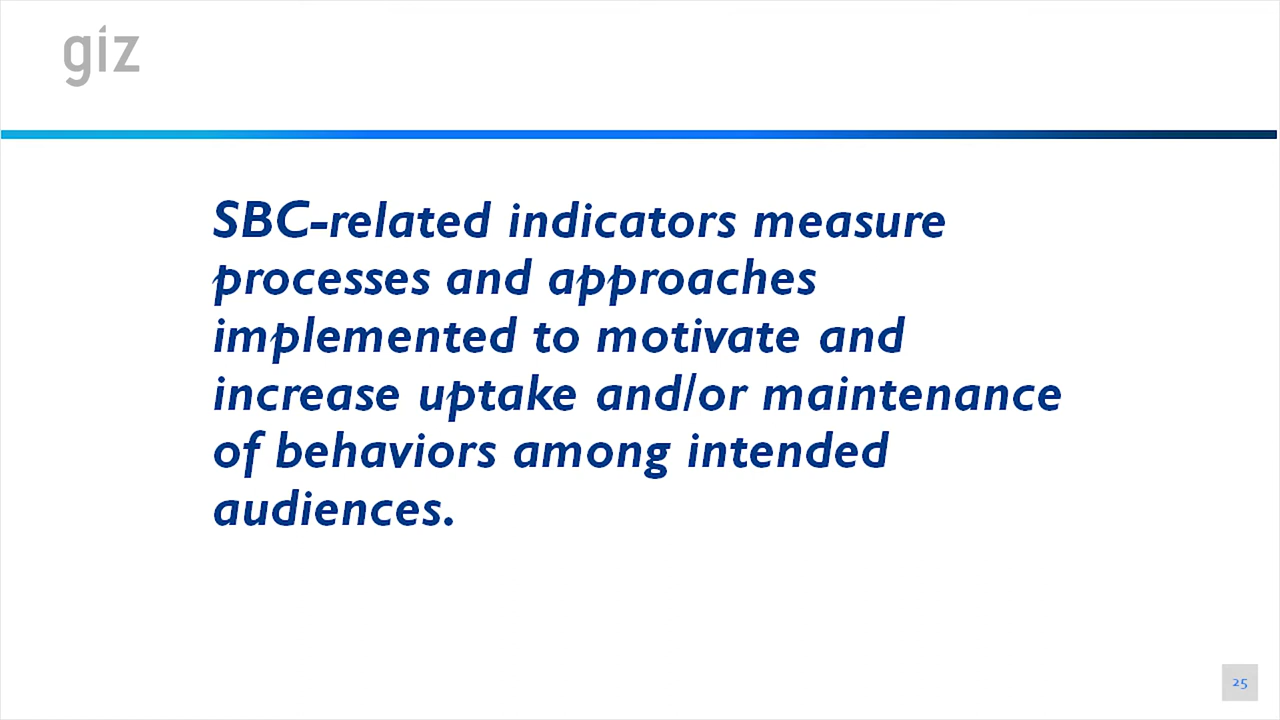 giz
SBC-related indicators measure
processes and approaches
implemented to motivate and
increase uptake and/or maintenance
of behaviors among intended
audiences.
25